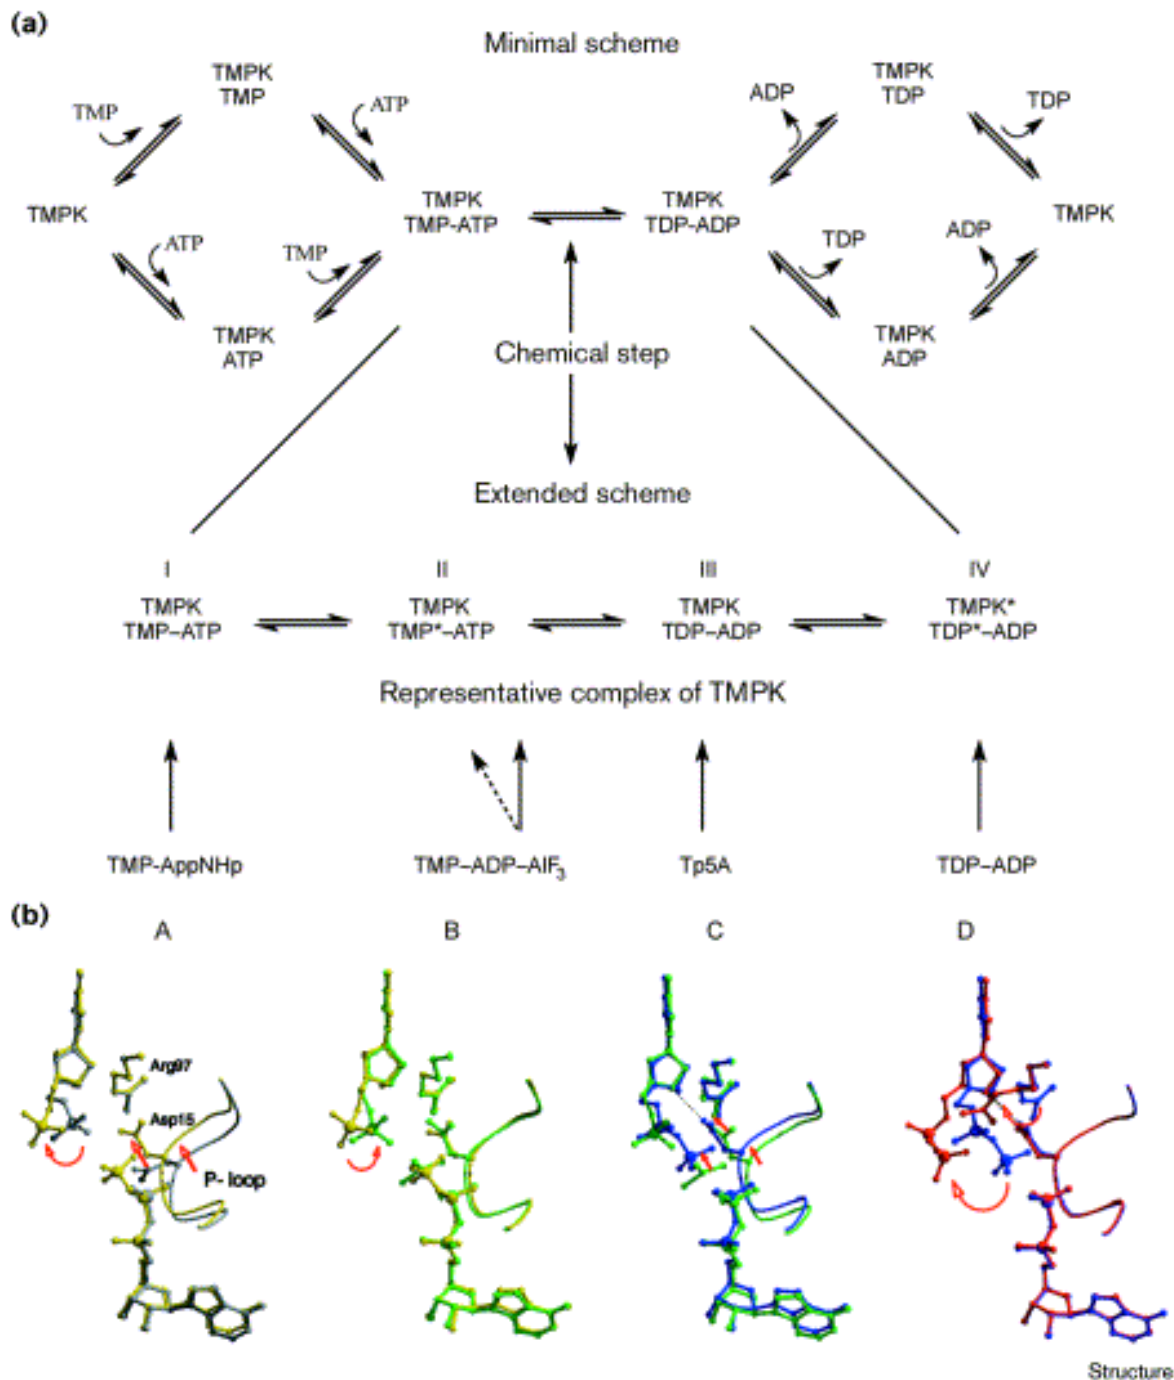 (a)
Minimal scheme
TMPK
TMP
TMP
ATP
TMPK
TMPK
TMP-ATP
ATP
TMP
TMPK
ATP
TMPK
TDP
ADP
TDP
TMPK
TDP-ADP
TMPK
TDP
ADP
TMPK
ADP
Chemical step
Extended scheme
I
II
III
IV
TMPK
TMP–ATP
TMPK
TMP*–ATP
TMPK
TDP–ADP
TMPK*
TDP*–ADP
Representative complex of TMPK
TMP-AppNHp
TMP–ADP–AlF3
Tp5A
TDP–ADP
(b)
A
B
C
D
Arg97
Asp15
P- loop
Structure